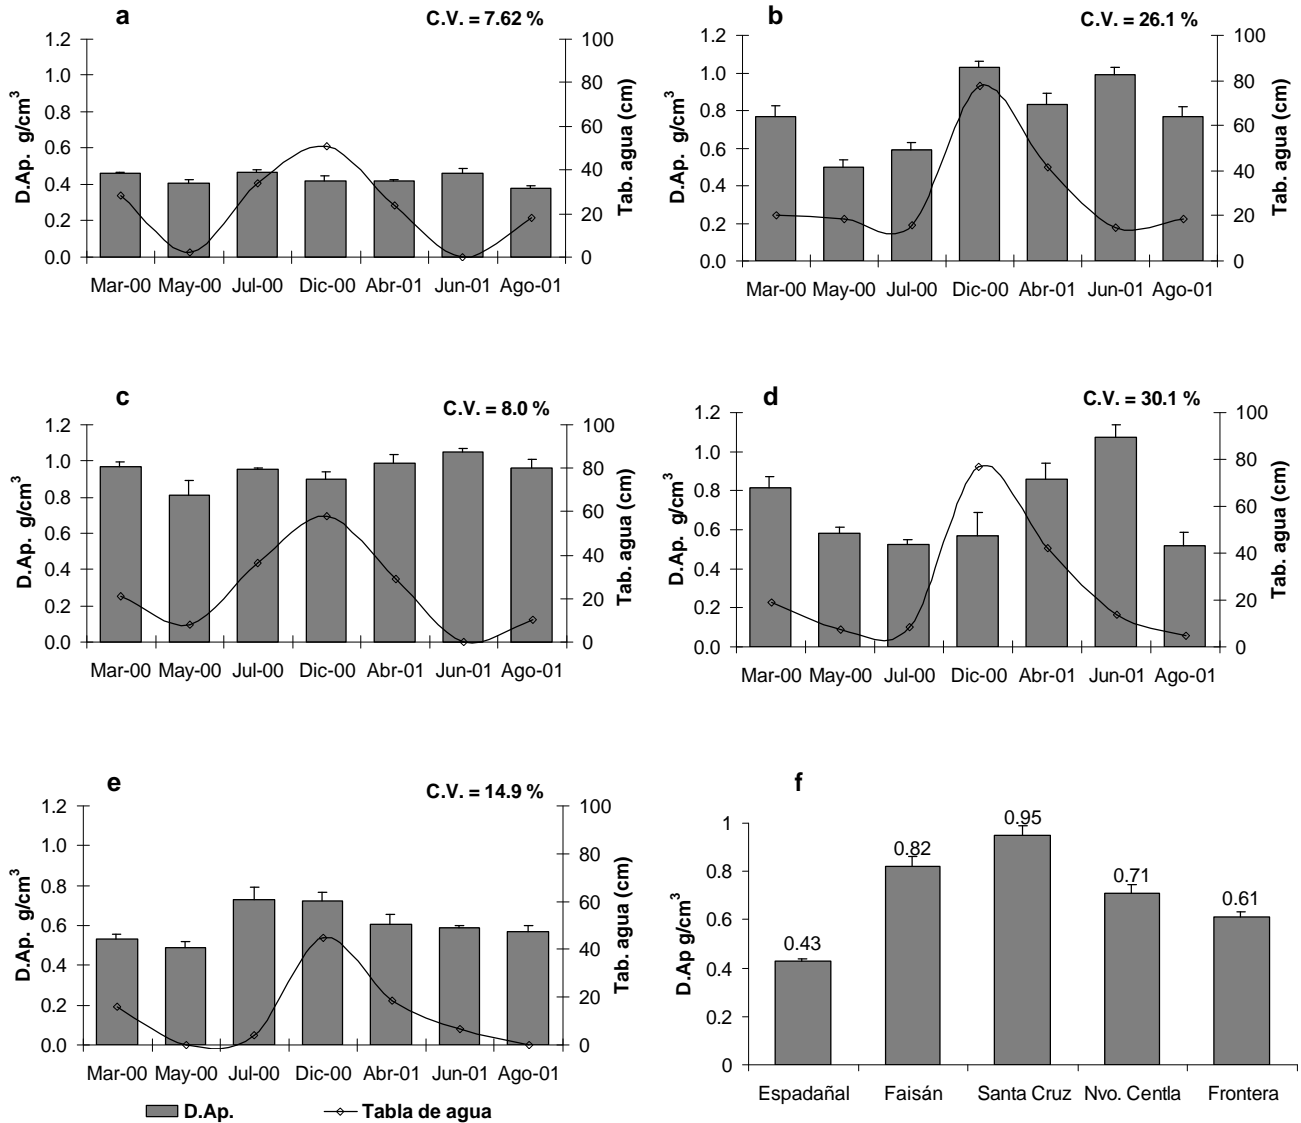 a
C.V. = 7.62 %
D.Ap. g/cm³
1.2
1.0
0.8
0.6
0.4
0.2
0.0
100
80
60
40
20
0
Tab. agua (cm)
Mar-00 May-00 Jul-00 Dic-00 Abr-01 Jun-01 Ago-01
b
C.V. = 26.1 %
D.Ap. g/cm³
1.2
1.0
0.8
0.6
0.4
0.2
0.0
100
80
60
40
20
0
Tab. agua (cm)
Mar-00 May-00 Jul-00 Dic-00 Abr-01 Jun-01 Ago-01
c
C.V. = 8.0 %
D.Ap. g/cm³
1.2
1.0
0.8
0.6
0.4
0.2
0.0
100
80
60
40
20
0
Tab. agua (cm)
Mar-00 May-00 Jul-00 Dic-00 Abr-01 Jun-01 Ago-01
d
C.V. = 30.1 %
D.Ap. g/cm³
1.2
1.0
0.8
0.6
0.4
0.2
0.0
100
80
60
40
20
0
Tab. agua (cm)
Mar-00 May-00 Jul-00 Dic-00 Abr-01 Jun-01 Ago-01
e
C.V. = 14.9 %
D.Ap. g/cm³
1.2
1.0
0.8
0.6
0.4
0.2
0.0
100
80
60
40
20
0
Tab. agua (cm)
Mar-00 May-00 Jul-00 Dic-00 Abr-01 Jun-01 Ago-01
D.Ap. Tabla de agua
f
D.Ap g/cm³
1
0.8
0.6
0.4
0.2
0
0.43
0.82
0.95
0.71
0.61
Espadañal Faisán Santa Cruz Nvo. Centla Frontera